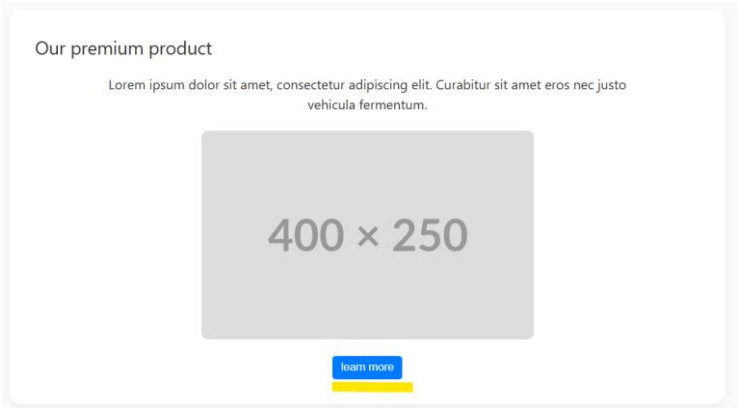 Our premium product
Lorem ipsum dolor sit amet, consectetur adipiscing elit. Curabitur sit amet eros nec justo
vehicula fermentum.
400 × 250
learn more